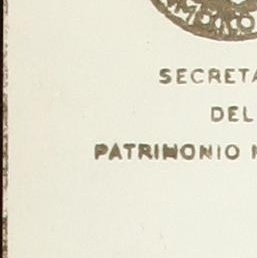 SECRETA
DEL
PATRIMONIO N